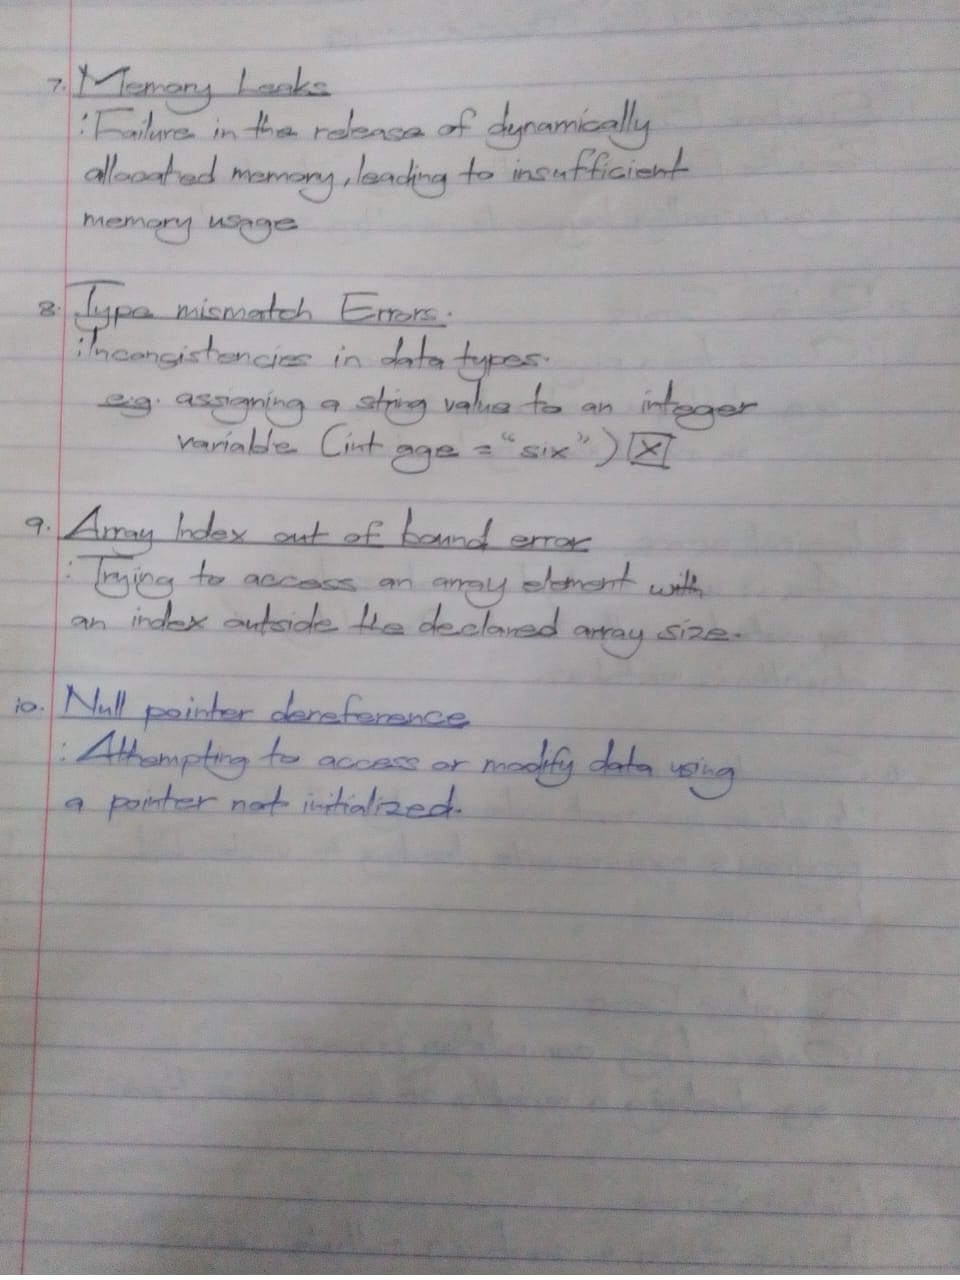 7. Memory Leaks
: Failure in the release of dynamically
allocated memory, leading to insufficient
memory usage
8. Type mismatch Errors.
: Inconsistencies in data types.
e.g. assigning a string value to an integer
variable (int age = "six") X
9. Array Index out of bound error
: Trying to access an array element with
an index outside the declared array size.
10. Null pointer dereference
: Attempting to access or modify data using
a pointer not initialized.